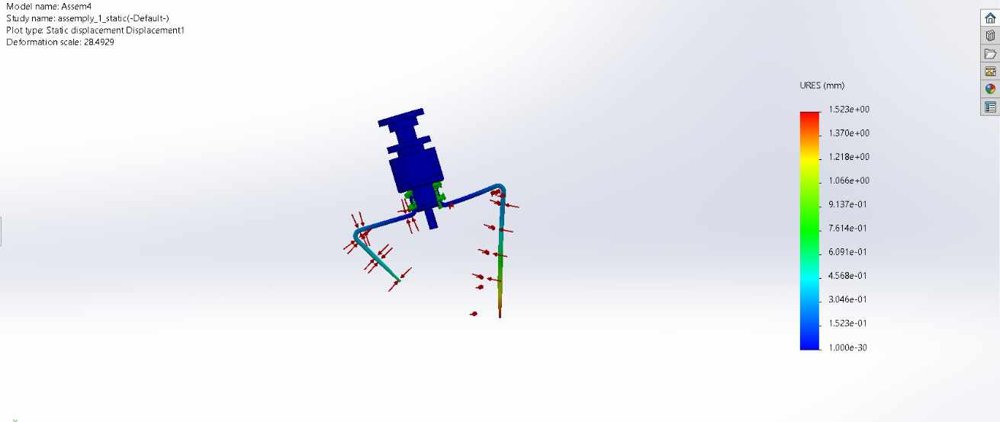 Model name: Assem4
Study name: assemply_1_static(-Default-)
Plot type: Static displacement Displacement1
Deformation scale: 28.4929
URES (mm)
1.523e+00
1.370e+00
1.218e+00
1.066e+00
9.137e-01
7.614e-01
6.091e-01
4.568e-01
3.046e-01
1.523e-01
1.000e-30